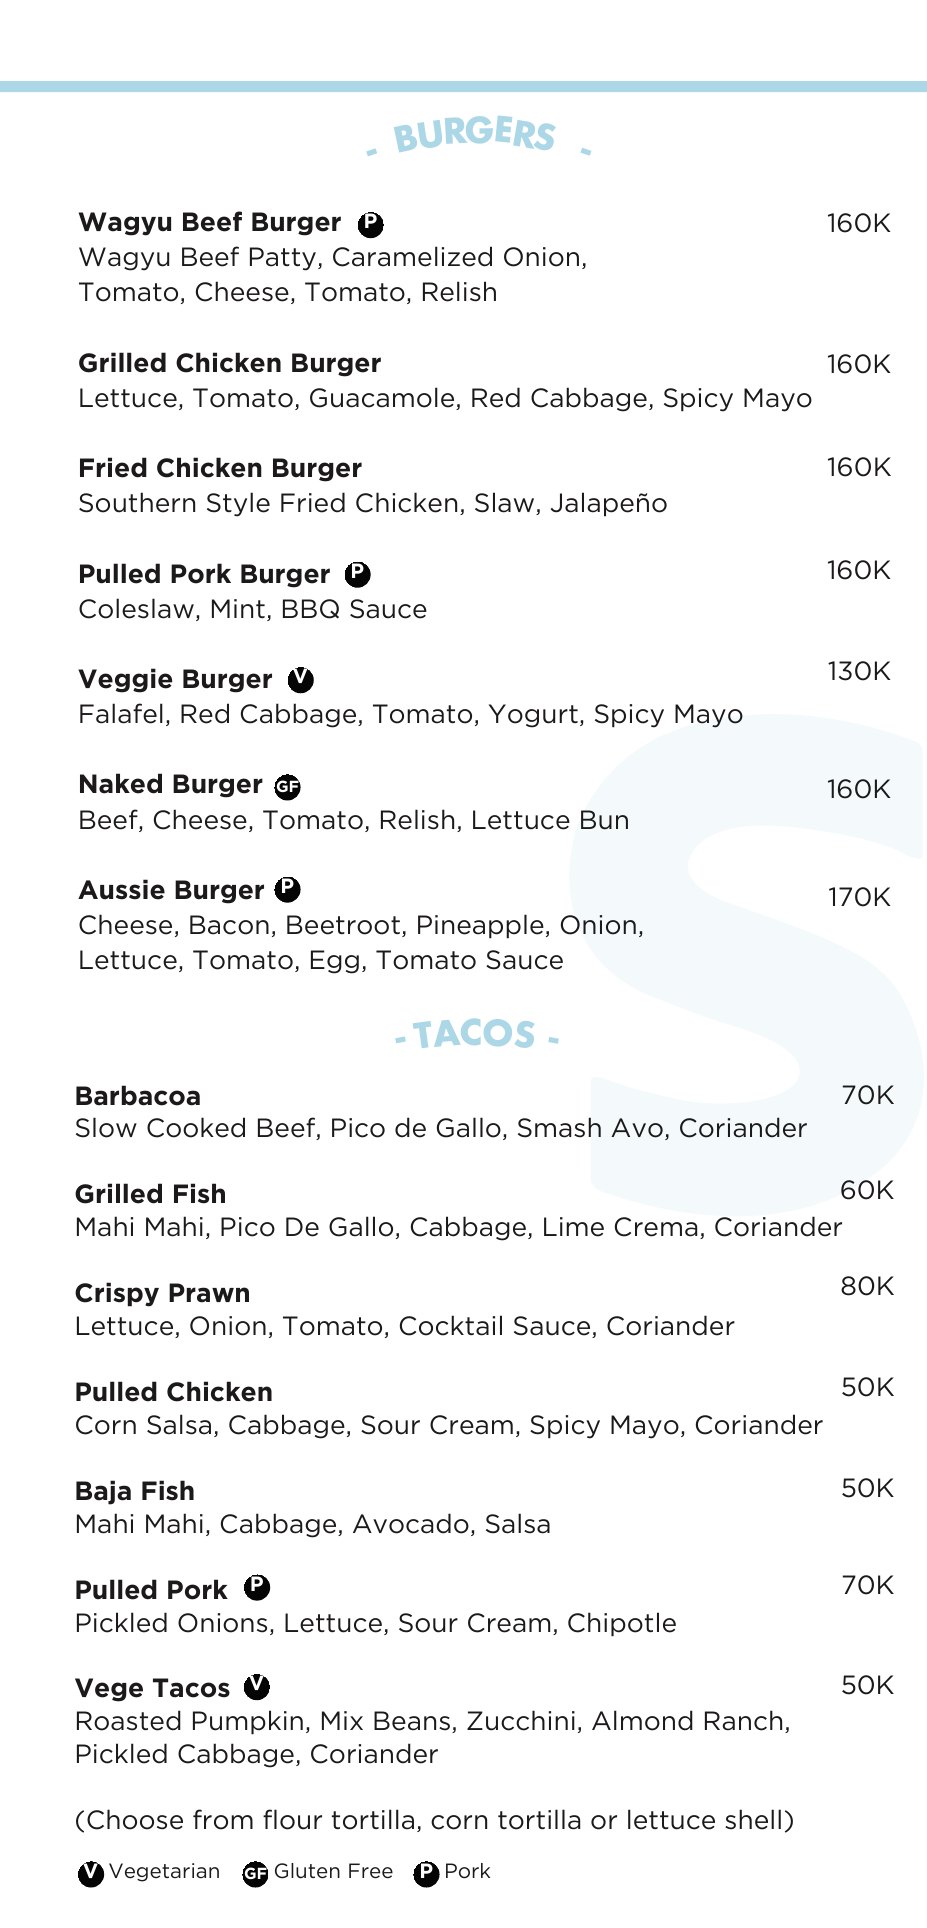 - BURGERS -
Wagyu Beef Burger P 160K
Wagyu Beef Patty, Caramelized Onion,
Tomato, Cheese, Tomato, Relish
Grilled Chicken Burger 160K
Lettuce, Tomato, Guacamole, Red Cabbage, Spicy Mayo
Fried Chicken Burger 160K
Southern Style Fried Chicken, Slaw, Jalapeño
Pulled Pork Burger P 160K
Coleslaw, Mint, BBQ Sauce
Veggie Burger V 130K
Falafel, Red Cabbage, Tomato, Yogurt, Spicy Mayo
Naked Burger GF 160K
Beef, Cheese, Tomato, Relish, Lettuce Bun
Aussie Burger P 170K
Cheese, Bacon, Beetroot, Pineapple, Onion,
Lettuce, Tomato, Egg, Tomato Sauce
S
- TACOS -
Barbacoa 70K
Slow Cooked Beef, Pico de Gallo, Smash Avo, Coriander
Grilled Fish 60K
Mahi Mahi, Pico De Gallo, Cabbage, Lime Crema, Coriander
Crispy Prawn 80K
Lettuce, Onion, Tomato, Cocktail Sauce, Coriander
Pulled Chicken 50K
Corn Salsa, Cabbage, Sour Cream, Spicy Mayo, Coriander
Baja Fish 50K
Mahi Mahi, Cabbage, Avocado, Salsa
Pulled Pork P 70K
Pickled Onions, Lettuce, Sour Cream, Chipotle
Vege Tacos V 50K
Roasted Pumpkin, Mix Beans, Zucchini, Almond Ranch,
Pickled Cabbage, Coriander
(Choose from flour tortilla, corn tortilla or lettuce shell)
V Vegetarian GF Gluten Free P Pork